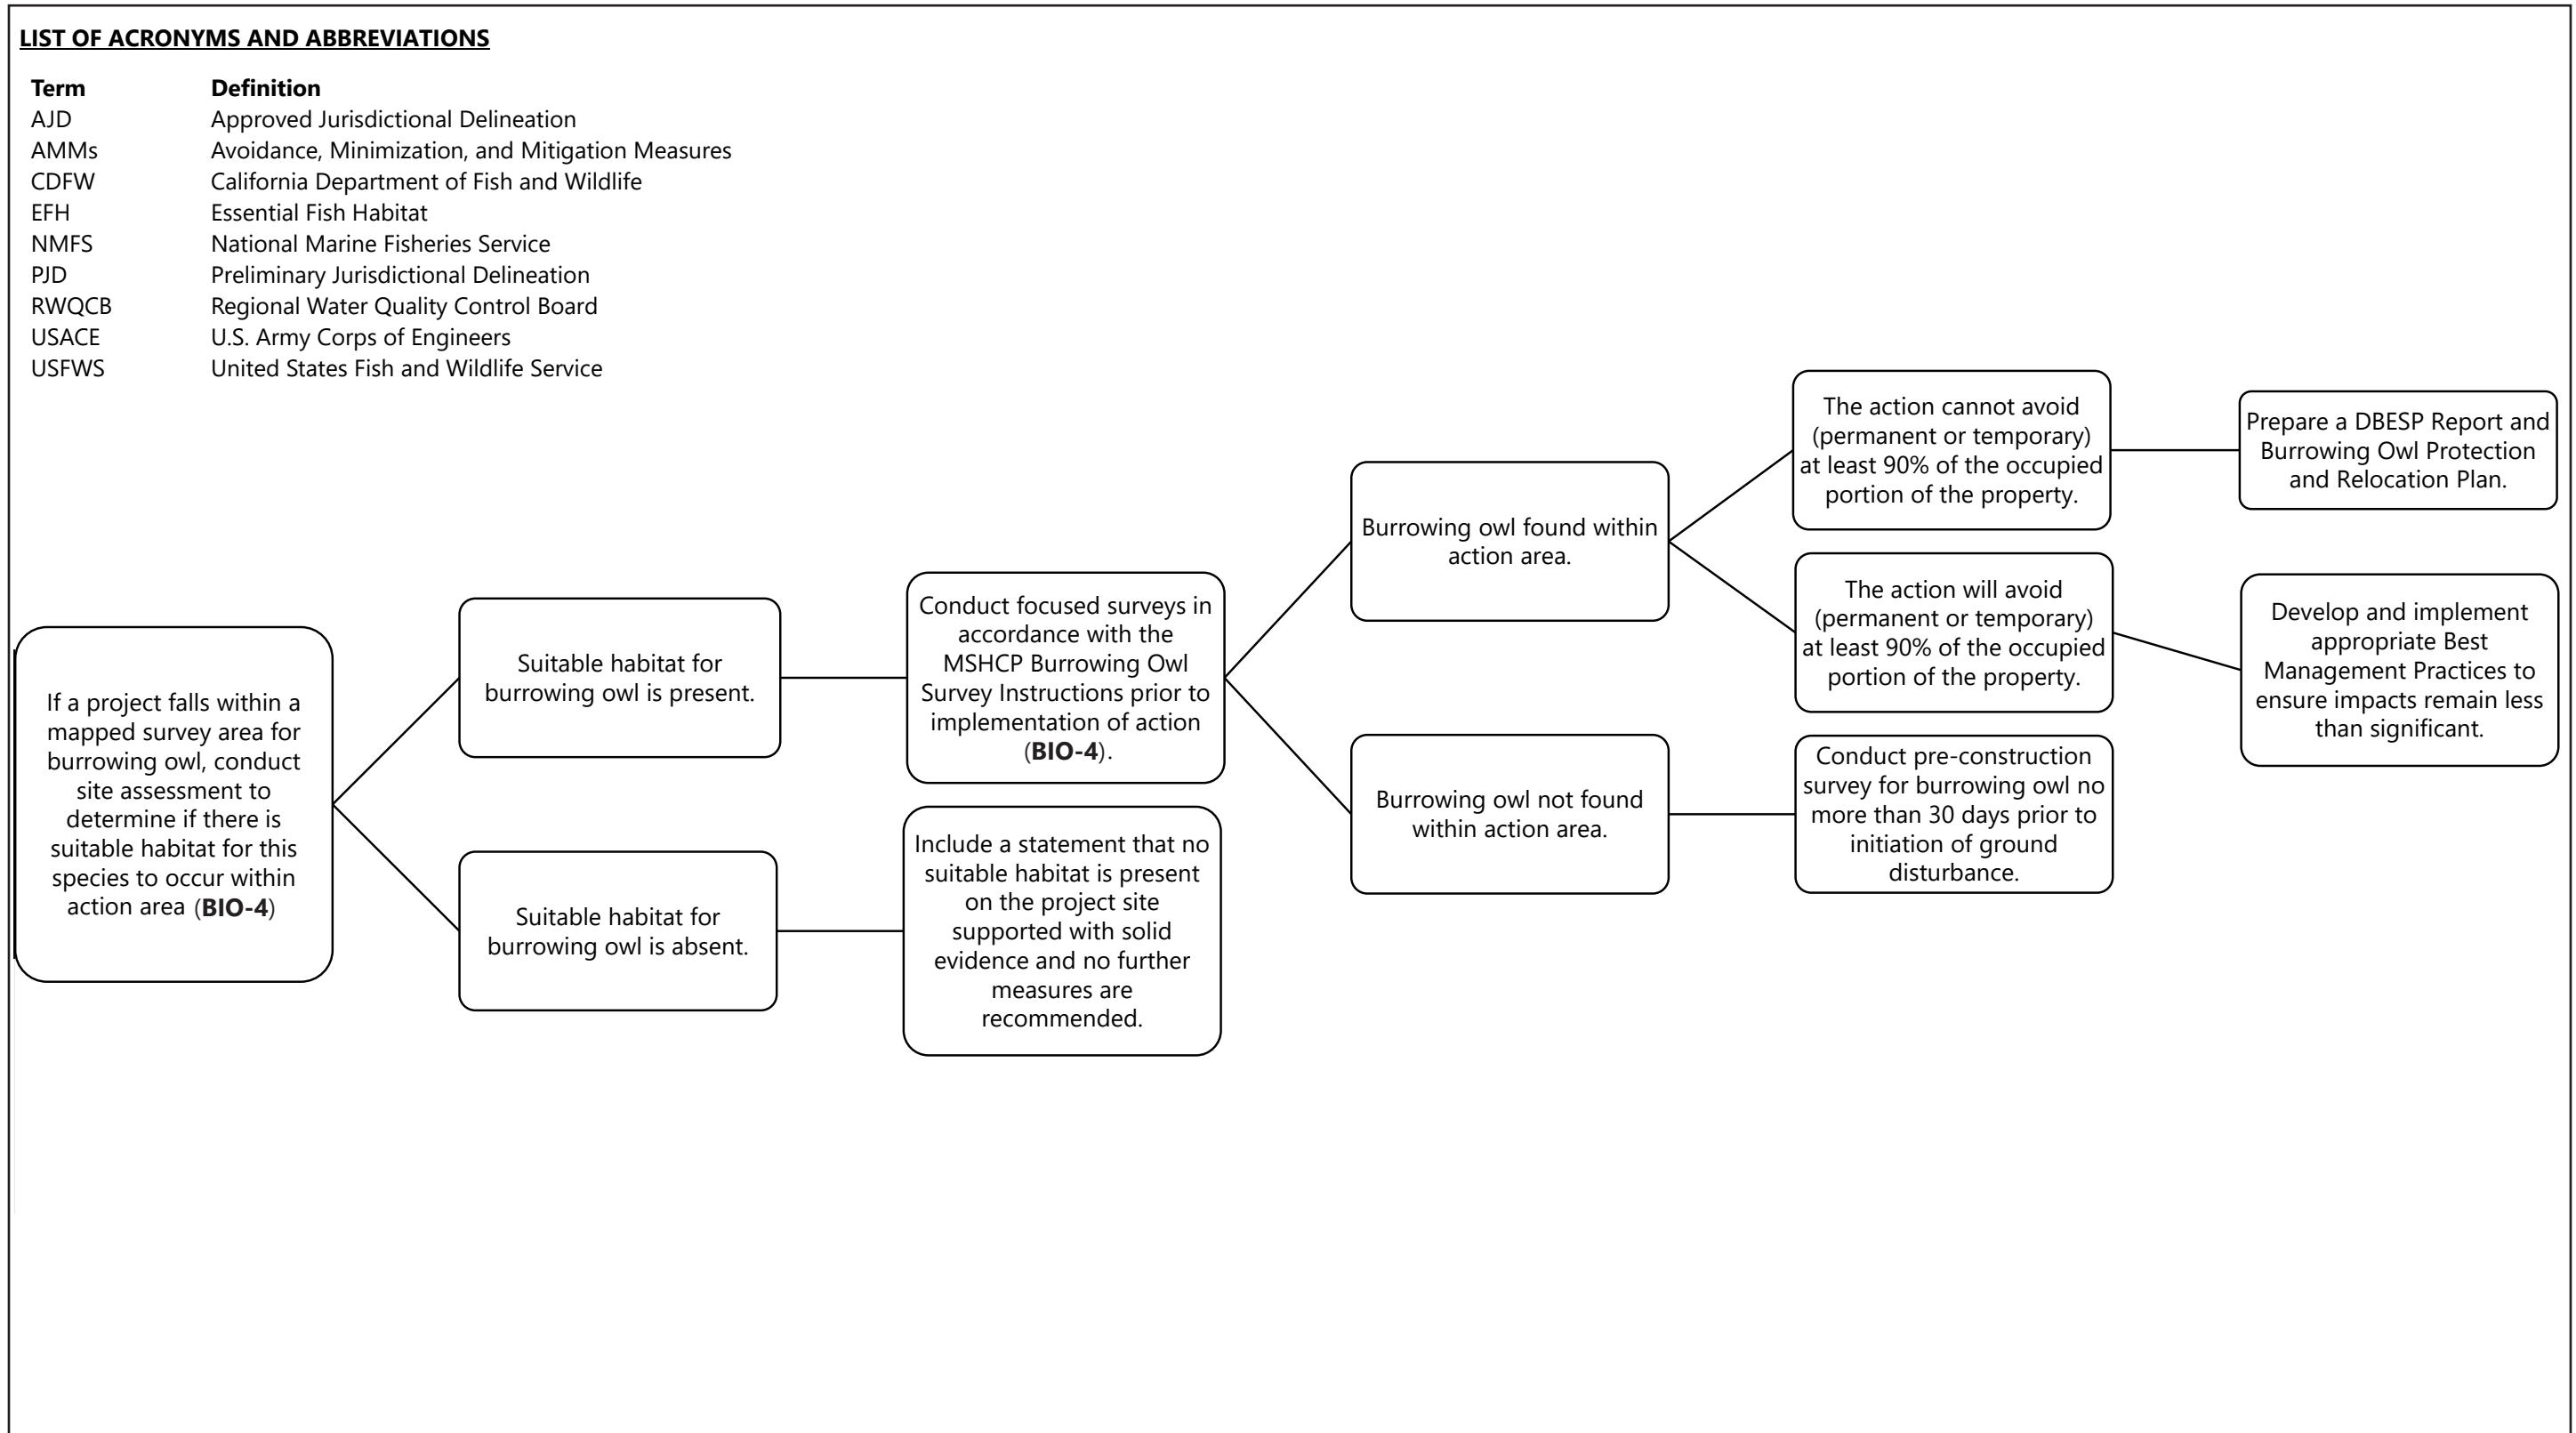 LIST OF ACRONYMS AND ABBREVIATIONS
Term Definition
AJD Approved Jurisdictional Delineation
AMMs Avoidance, Minimization, and Mitigation Measures
CDFW California Department of Fish and Wildlife
EFH Essential Fish Habitat
NMFS National Marine Fisheries Service
PJD Preliminary Jurisdictional Delineation
RWQCB Regional Water Quality Control Board
USACE U.S. Army Corps of Engineers
USFWS United States Fish and Wildlife Service
If a project falls within a
mapped survey area for
burrowing owl, conduct
site assessment to
determine if there is
suitable habitat for this
species to occur within
action area (BIO-4)
Suitable habitat for
burrowing owl is present.
Suitable habitat for
burrowing owl is absent.
Conduct focused surveys in
accordance with the
MSHCP Burrowing Owl
Survey Instructions prior to
implementation of action
(BIO-4).
Include a statement that no
suitable habitat is present
on the project site
supported with solid
evidence and no further
measures are
recommended.
Burrowing owl found within
action area.
Burrowing owl not found
within action area.
The action cannot avoid
(permanent or temporary)
at least 90% of the occupied
portion of the property.
The action will avoid
(permanent or temporary)
at least 90% of the occupied
portion of the property.
Conduct pre-construction
survey for burrowing owl no
more than 30 days prior to
initiation of ground
disturbance.
Prepare a DBESP Report and
Burrowing Owl Protection
and Relocation Plan.
Develop and implement
appropriate Best
Management Practices to
ensure impacts remain less
than significant.